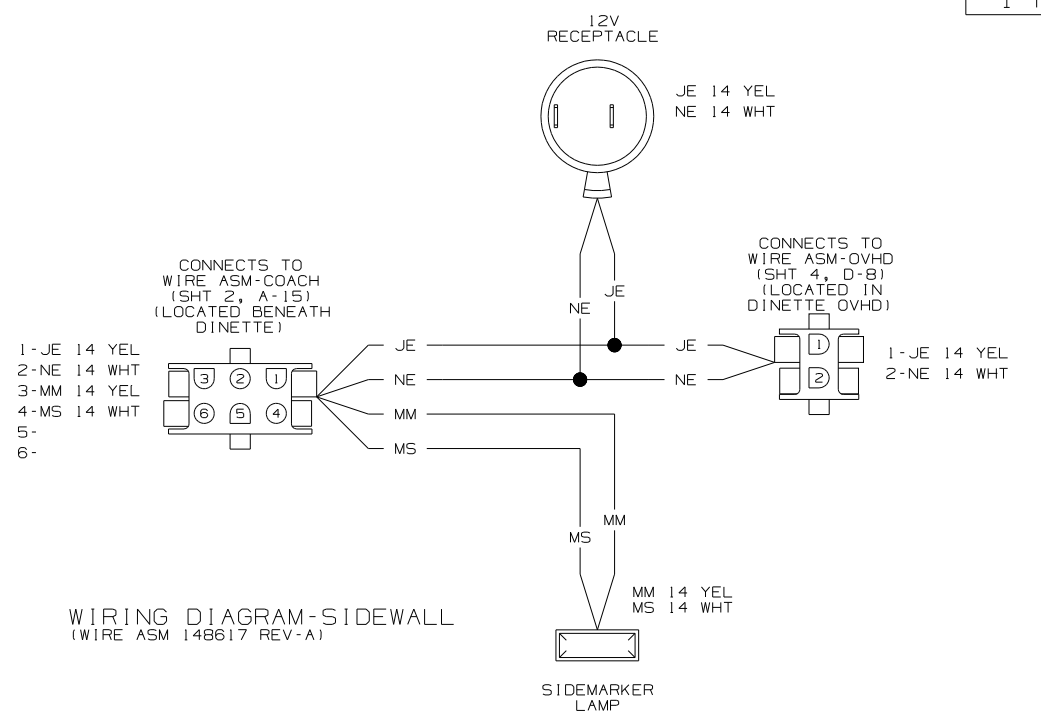 12V
RECEPTACLE
JE 14 YEL
NE 14 WHT
CONNECTS TO
WIRE ASM-COACH
(SHT 2, A-15)
(LOCATED BENEATH
DINETTE)
CONNECTS TO
WIRE ASM-OVHD
(SHT 4, D-8)
(LOCATED IN
DINETTE OVHD)
NE
JE
1-JE 14 YEL
2-NE 14 WHT
3-MM 14 YEL
4-MS 14 WHT
5-
6-
3 2 1
6 5 4
JE
NE
MM
MS
JE
NE
1
2
1-JE 14 YEL
2-NE 14 WHT
MM
MS
MM 14 YEL
MS 14 WHT
WIRING DIAGRAM-SIDEWALL
(WIRE ASM 148617 REV-A)
SIDEMARKER
LAMP